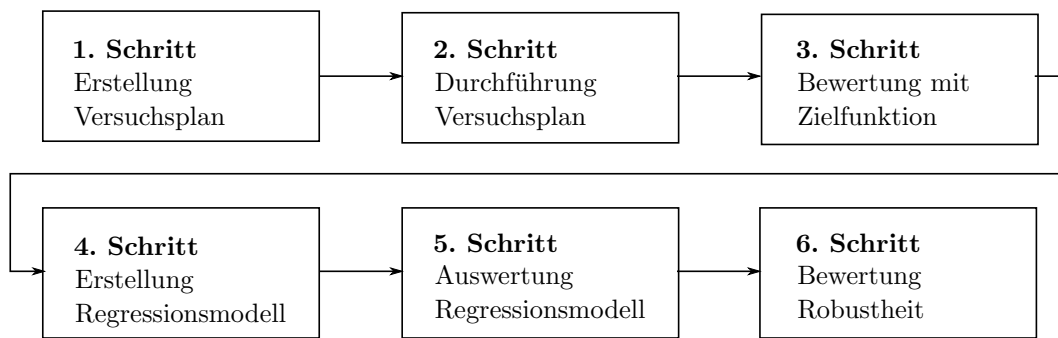 1. Schritt
Erstellung
Versuchsplan
2. Schritt
Durchführung
Versuchsplan
3. Schritt
Bewertung mit
Zielfunktion
4. Schritt
Erstellung
Regressionsmodell
5. Schritt
Auswertung
Regressionsmodell
6. Schritt
Bewertung
Robustheit